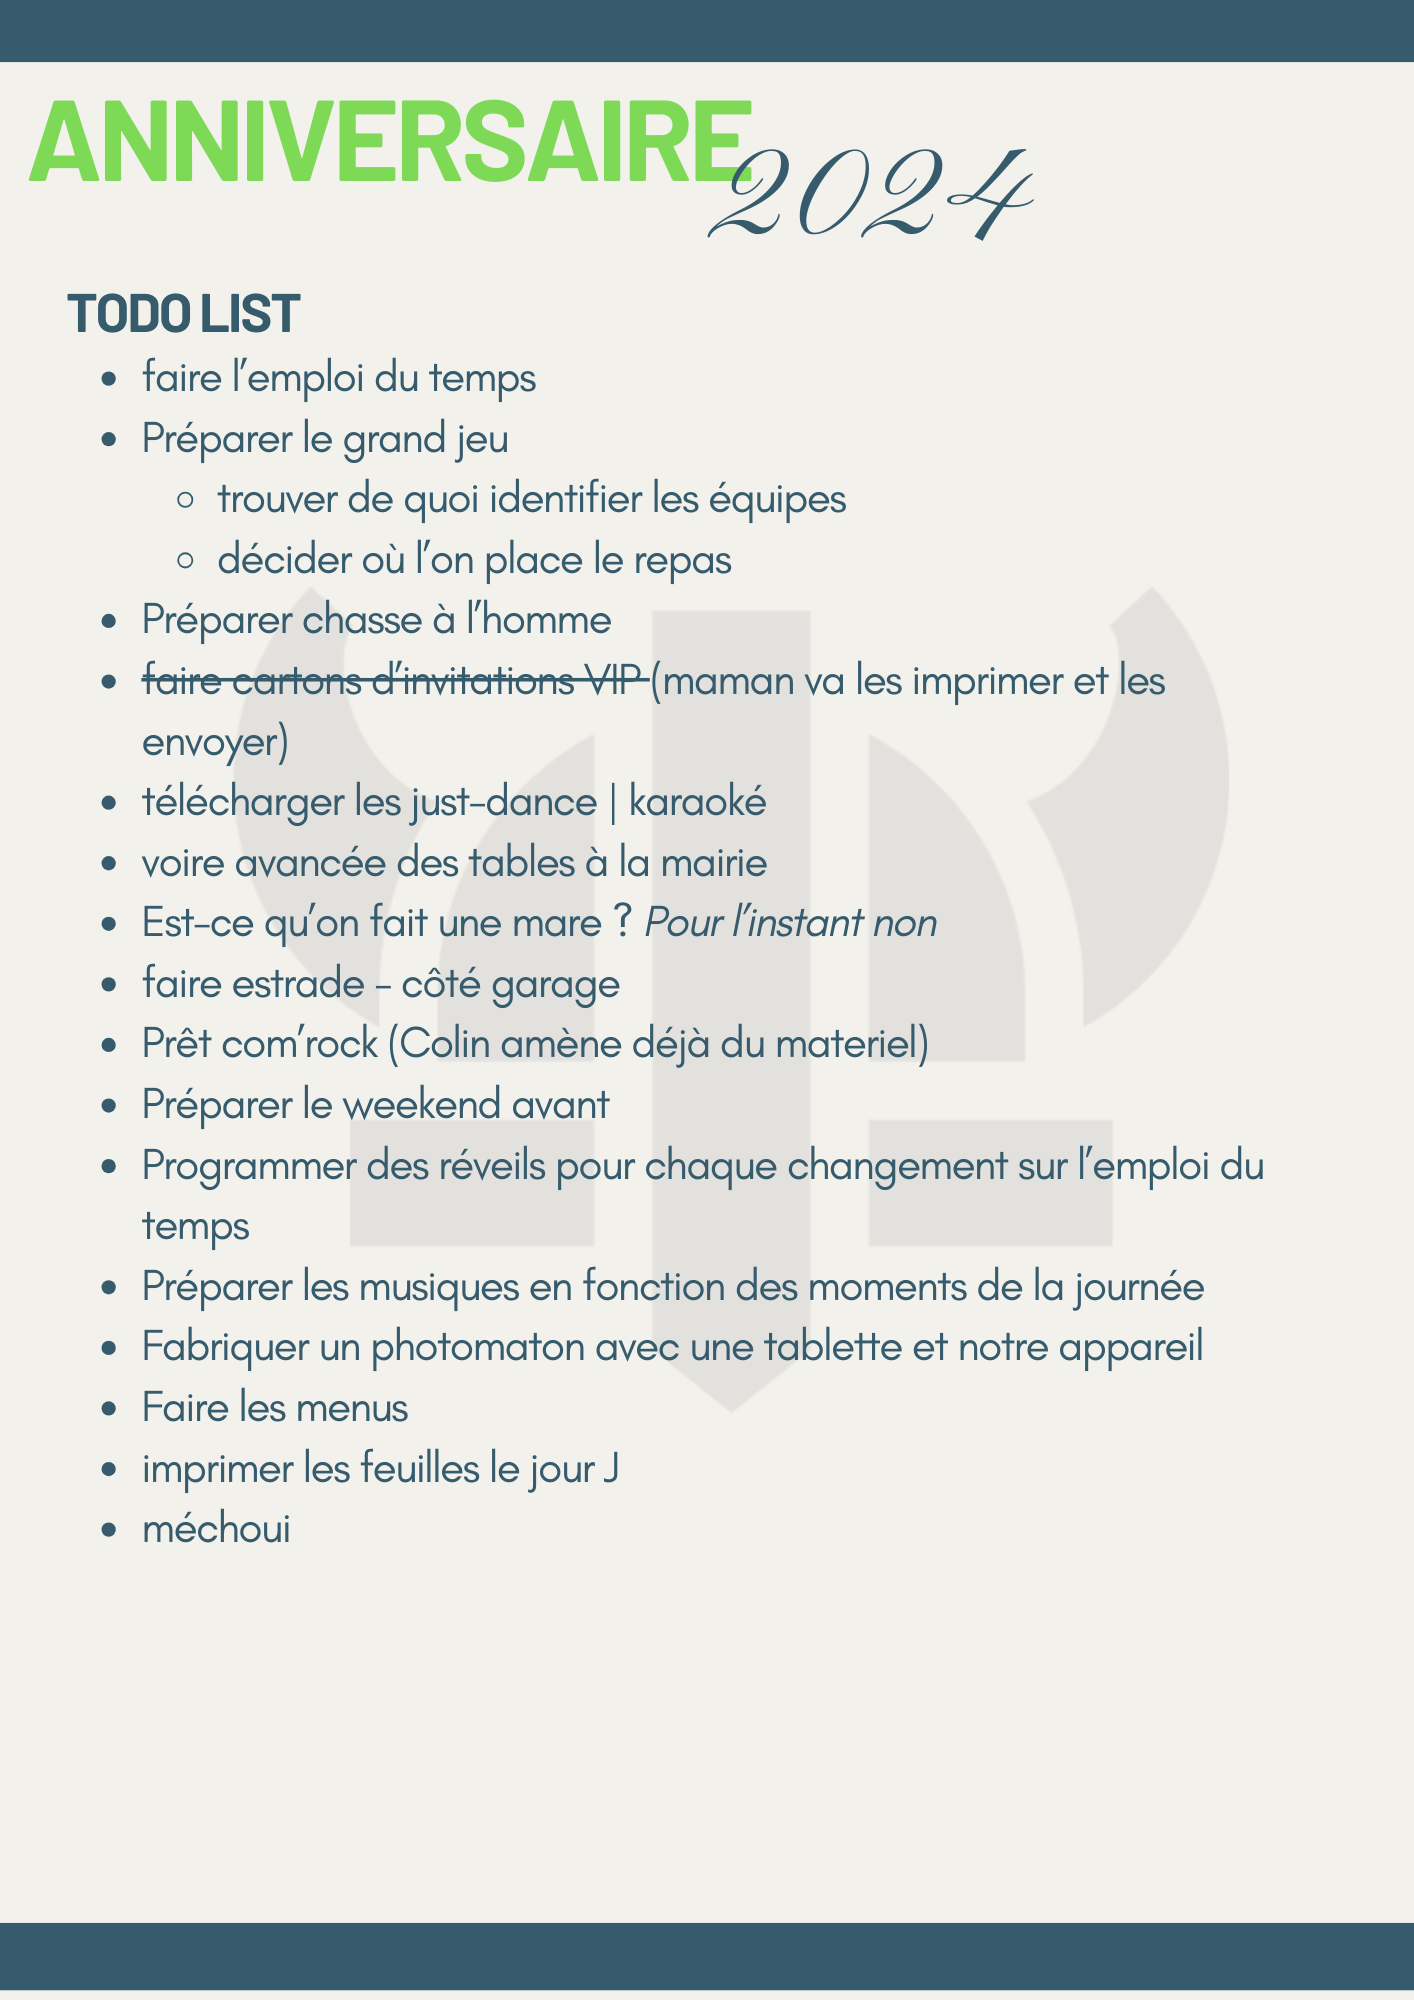 ANNIVERSAIRE
2024
TODO LIST
• faire l’emploi du temps
• Préparer le grand jeu
◦ trouver de quoi identifier les équipes
◦ décider où l’on place le repas
• Préparer chasse à l’homme
• faire cartons d’invitations VIP (maman va les imprimer et les
envoyer)
• télécharger les just-dance | karaoké
• voire avancée des tables à la mairie
• Est-ce qu’on fait une mare ? Pour l’instant non
• faire estrade - côté garage
• Prêt com’rock (Colin amène déjà du materiel)
• Préparer le weekend avant
• Programmer des réveils pour chaque changement sur l’emploi du
temps
• Préparer les musiques en fonction des moments de la journée
• Fabriquer un photomaton avec une tablette et notre appareil
• Faire les menus
• imprimer les feuilles le jour J
• méchoui